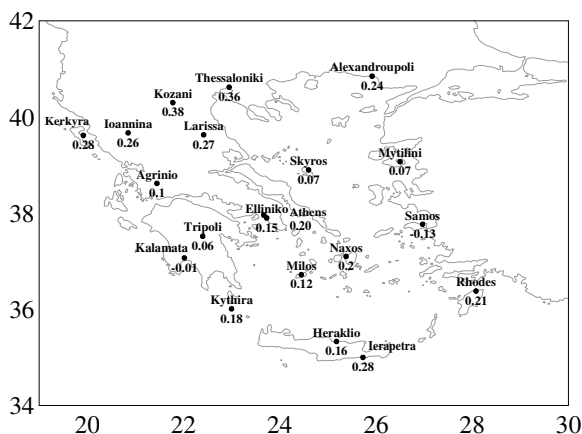 42
Alexandroupoli
0.24
Thessaloniki
0.36
Kozani
0.38
40
Kerkyra
0.28
Ioannina
0.26
Larissa
0.27
Skyros
0.07
Mytilini
0.07
Agrinio
0.1
38
Elliniko
0.15
Athens
0.20
Samos
-0.13
Tripoli
0.06
Kalamata
-0.01
Naxos
0.2
Milos
0.12
Rhodes
0.21
Kythira
0.18
36
Heraklio
0.16
Ierapetra
0.28
34
20 22 24 26 28 30